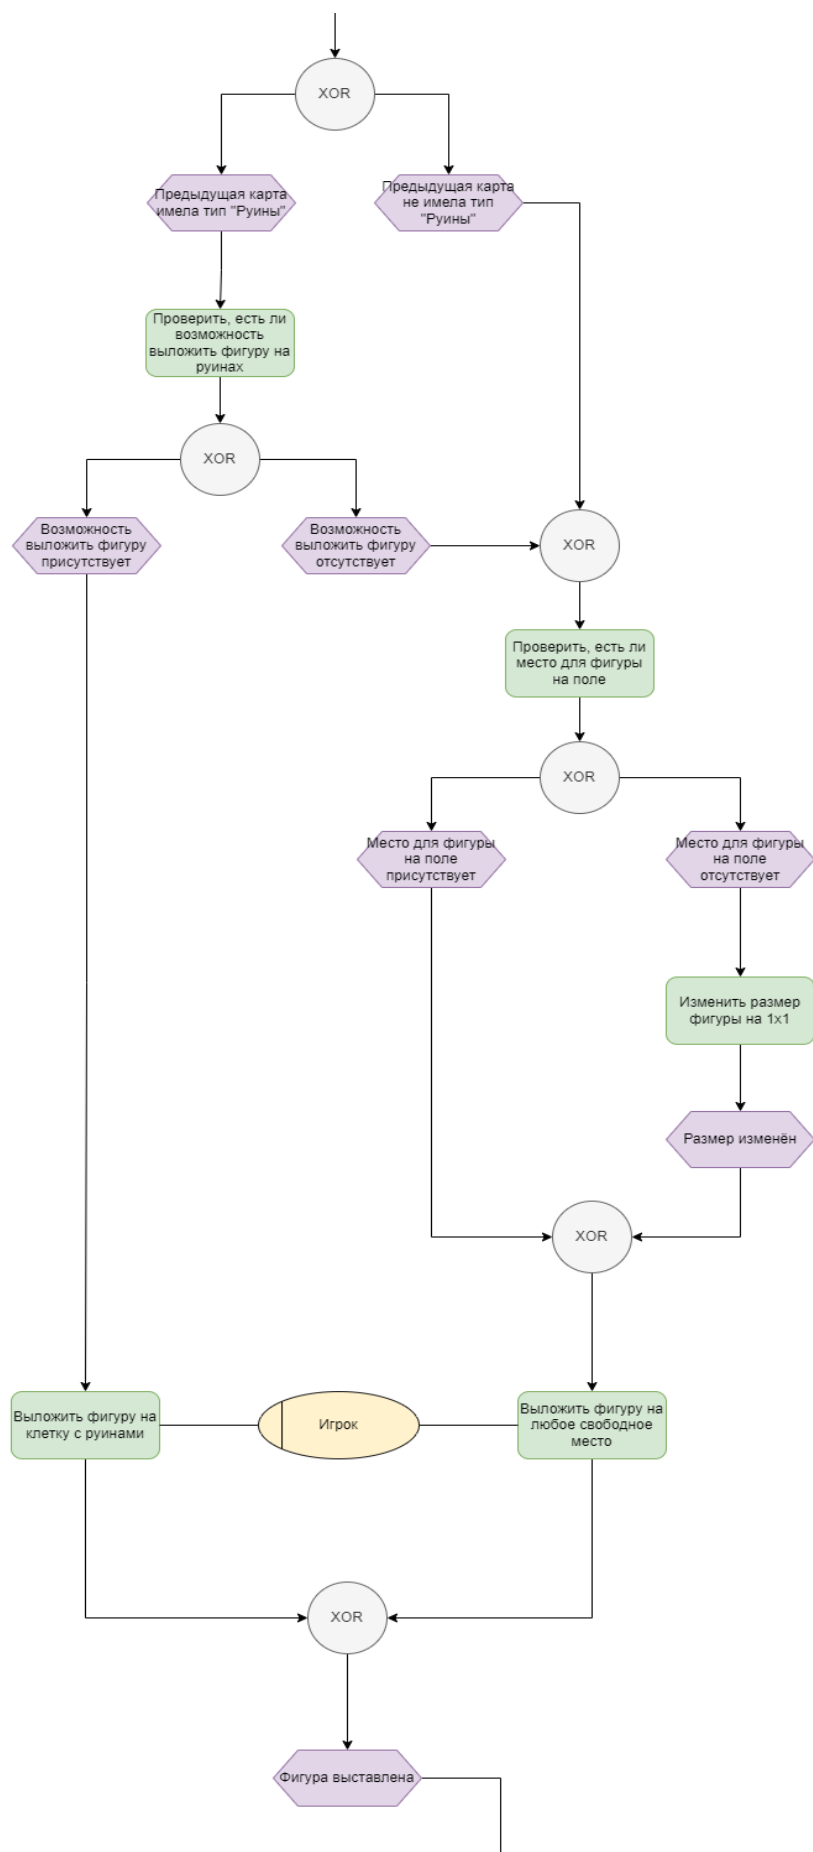 XOR
Предыдущая карта
имела тип "Руины"
Предыдущая карта
не имела тип
"Руины"
Проверить, есть ли
возможность
выложить фигуру на
руинах
XOR
Возможность
выложить фигуру
присутствует
Возможность
выложить фигуру
отсутствует
XOR
Проверить, есть ли
место для фигуры
на поле
XOR
Место для фигуры
на поле
присутствует
Место для фигуры
на поле
отсутствует
Изменить размер
фигуры на 1x1
Размер изменён
XOR
Выложить фигуру на
клетку с руинами
Игрок
Выложить фигуру на
любое свободное
место
XOR
Фигура выставлена